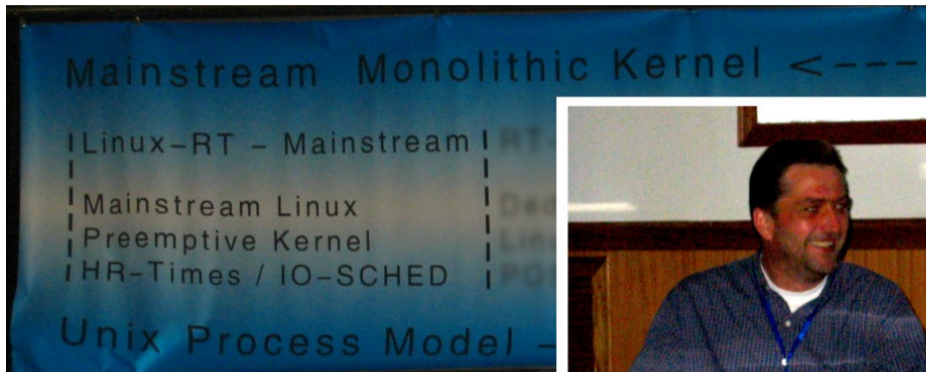 Mainstream Monolithic Kernel <---
Linux-RT - Mainstream
Mainstream Linux
Preemptive Kernel
HR-Times / IO-SCHED
Unix Process Model -